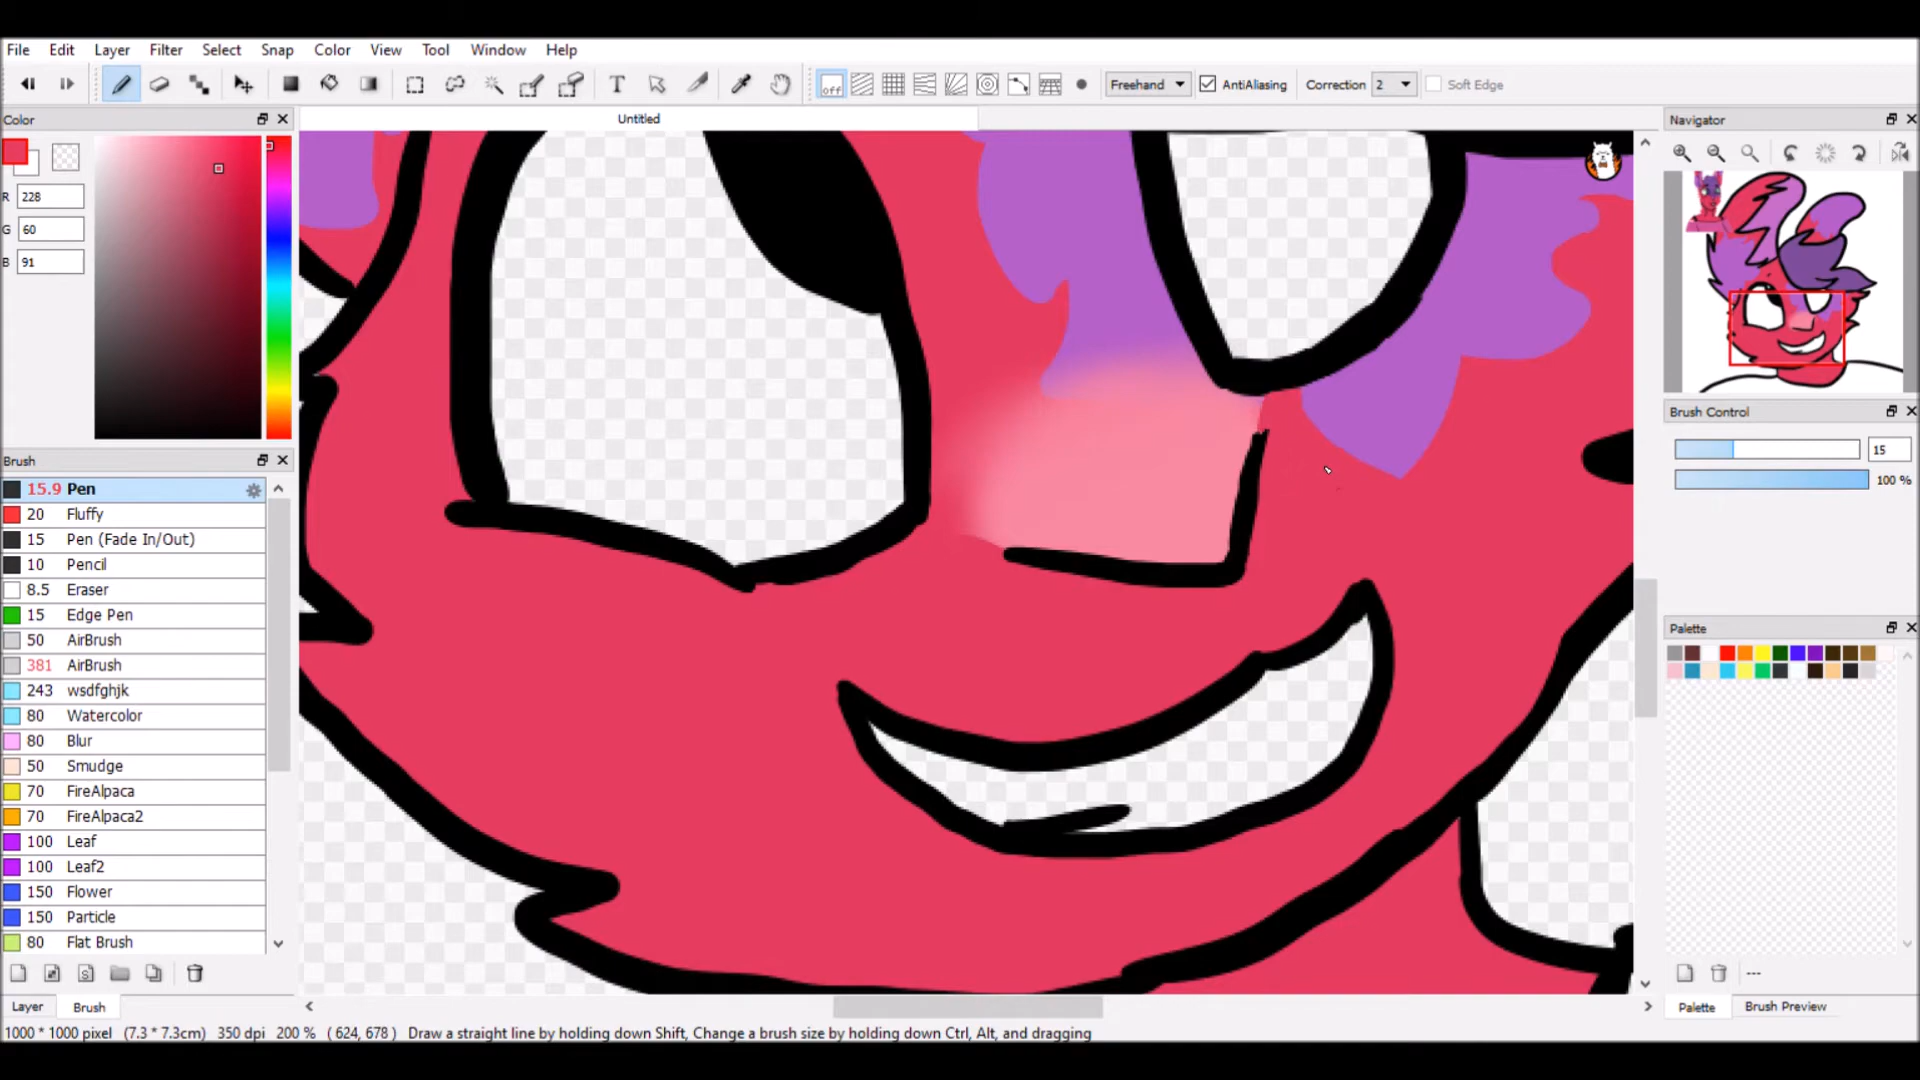 File Edit Layer Filter Select Snap Color View Tool Window Help
off Freehand AntiAliasing Correction 2 Soft Edge
Color
Untitled
Navigator
R 228
G 60
B 91
Brush Control
15
100 %
Brush
15.9 Pen
20 Fluffy
15 Pen (Fade In/Out)
10 Pencil
8.5 Eraser
15 Edge Pen
50 AirBrush
381 AirBrush
243 wsdfghjk
80 Watercolor
80 Blur
50 Smudge
70 FireAlpaca
70 FireAlpaca2
100 Leaf
100 Leaf2
150 Flower
150 Particle
80 Flat Brush
Palette
---
Layer Brush
Palette Brush Preview
1000 * 1000 pixel (7.3 * 7.3cm) 350 dpi 200 % ( 624, 678 ) Draw a straight line by holding down Shift, Change a brush size by holding down Ctrl, Alt, and dragging